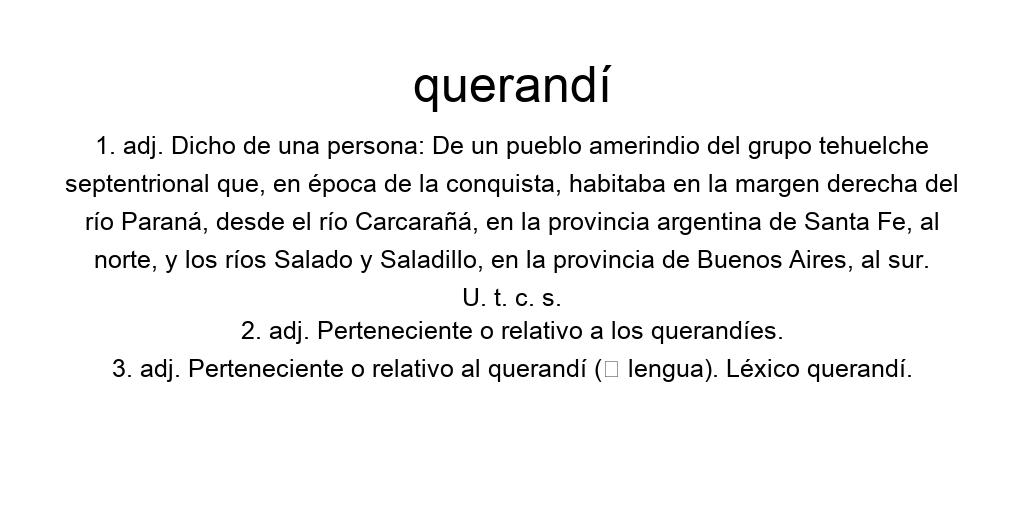 querandí
1. adj. Dicho de una persona: De un pueblo amerindio del grupo tehuelche
septentrional que, en época de la conquista, habitaba en la margen derecha del
río Paraná, desde el río Carcarañá, en la provincia argentina de Santa Fe, al
norte, y los ríos Salado y Saladillo, en la provincia de Buenos Aires, al sur.
U. t. c. s.
2. adj. Perteneciente o relativo a los querandíes.
3. adj. Perteneciente o relativo al querandí (□ lengua). Léxico querandí.